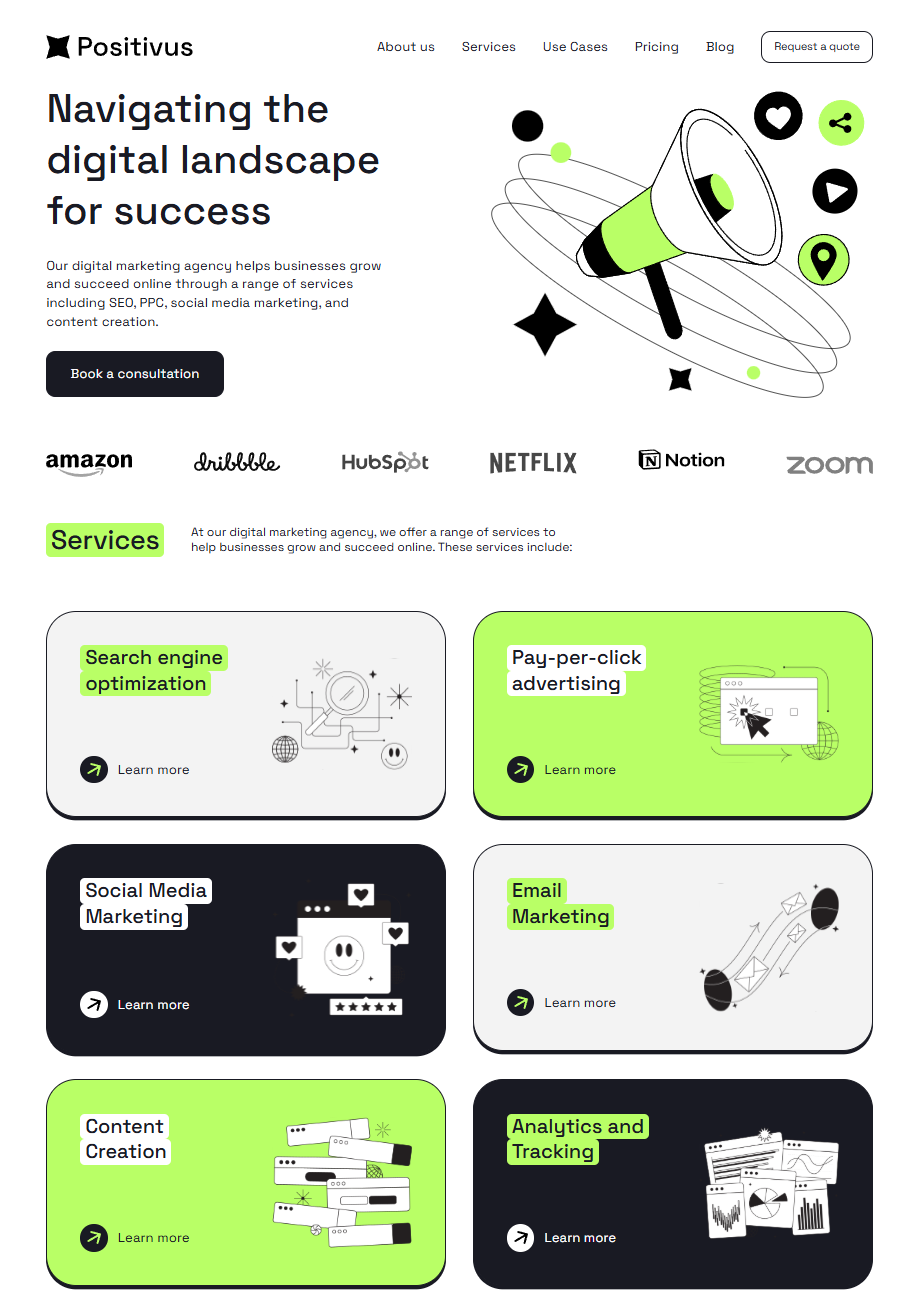 Positivus
About us
Services
Use Cases
Pricing
Blog
Request a quote
Navigating the
digital landscape
for success
Our digital marketing agency helps businesses grow
and succeed online through a range of services
including SEO, PPC, social media marketing, and
content creation.
Book a consultation
amazon
dribbble
HubSpot
NETFLIX
N Notion
zoom
Services
At our digital marketing agency, we offer a range of services to
help businesses grow and succeed online. These services include:
Search engine
optimization
Learn more
Pay-per-click
advertising
Learn more
Social Media
Marketing
Learn more
Email
Marketing
Learn more
Content
Creation
Learn more
Analytics and
Tracking
Learn more